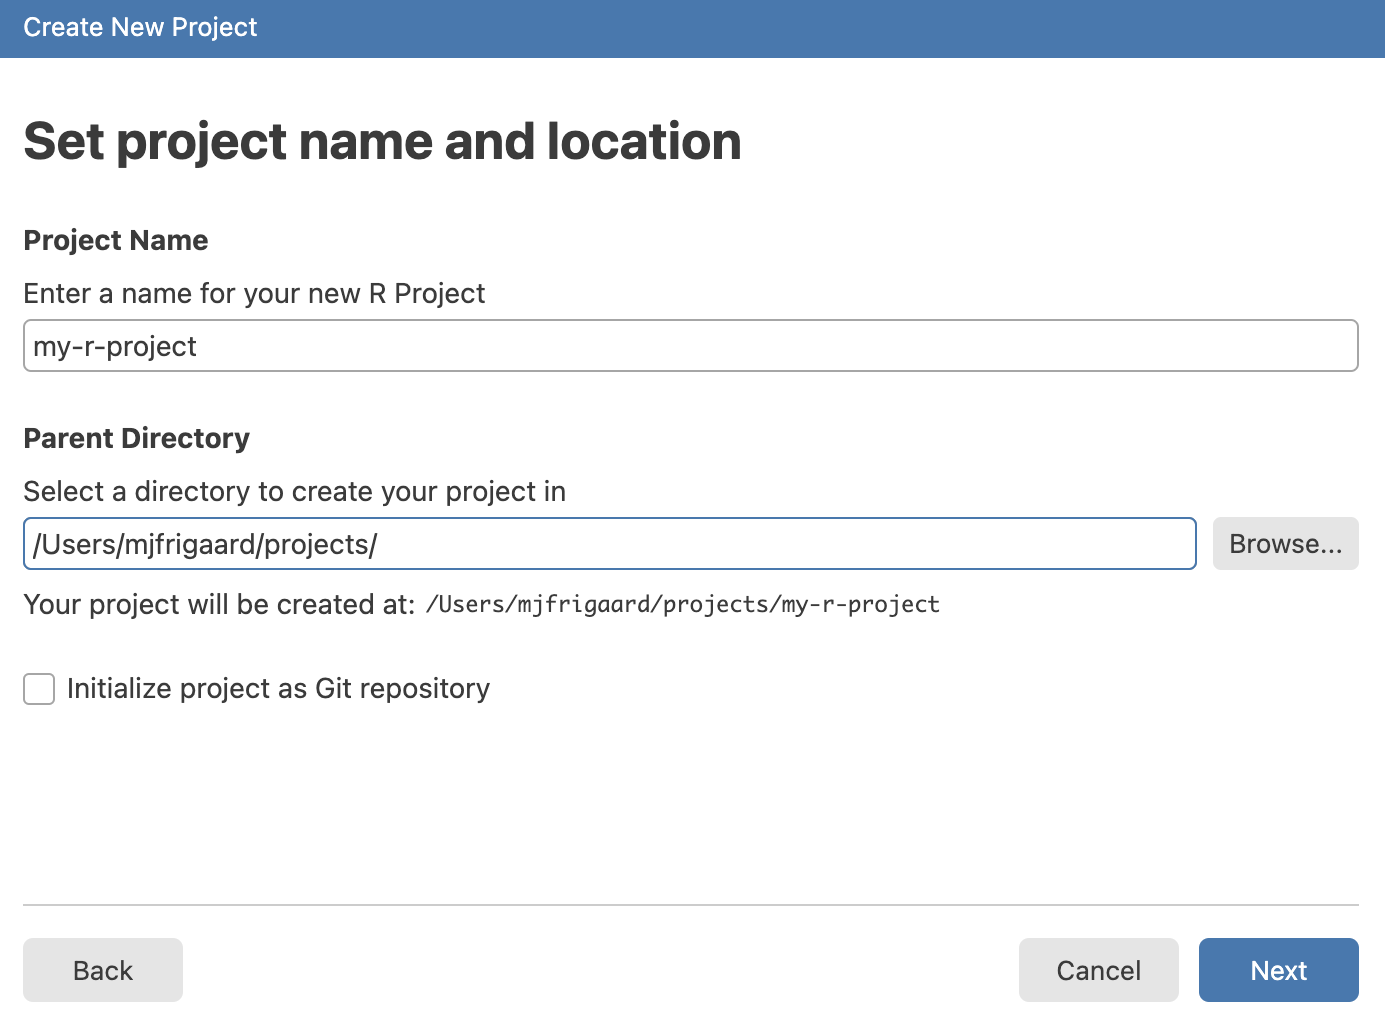 Create New Project
Set project name and location
Project Name
Enter a name for your new R Project
my-r-project
Parent Directory
Select a directory to create your project in
/Users/mjfrigaard/projects/
Browse...
Your project will be created at: /Users/mjfrigaard/projects/my-r-project
Initialize project as Git repository
Back
Cancel
Next